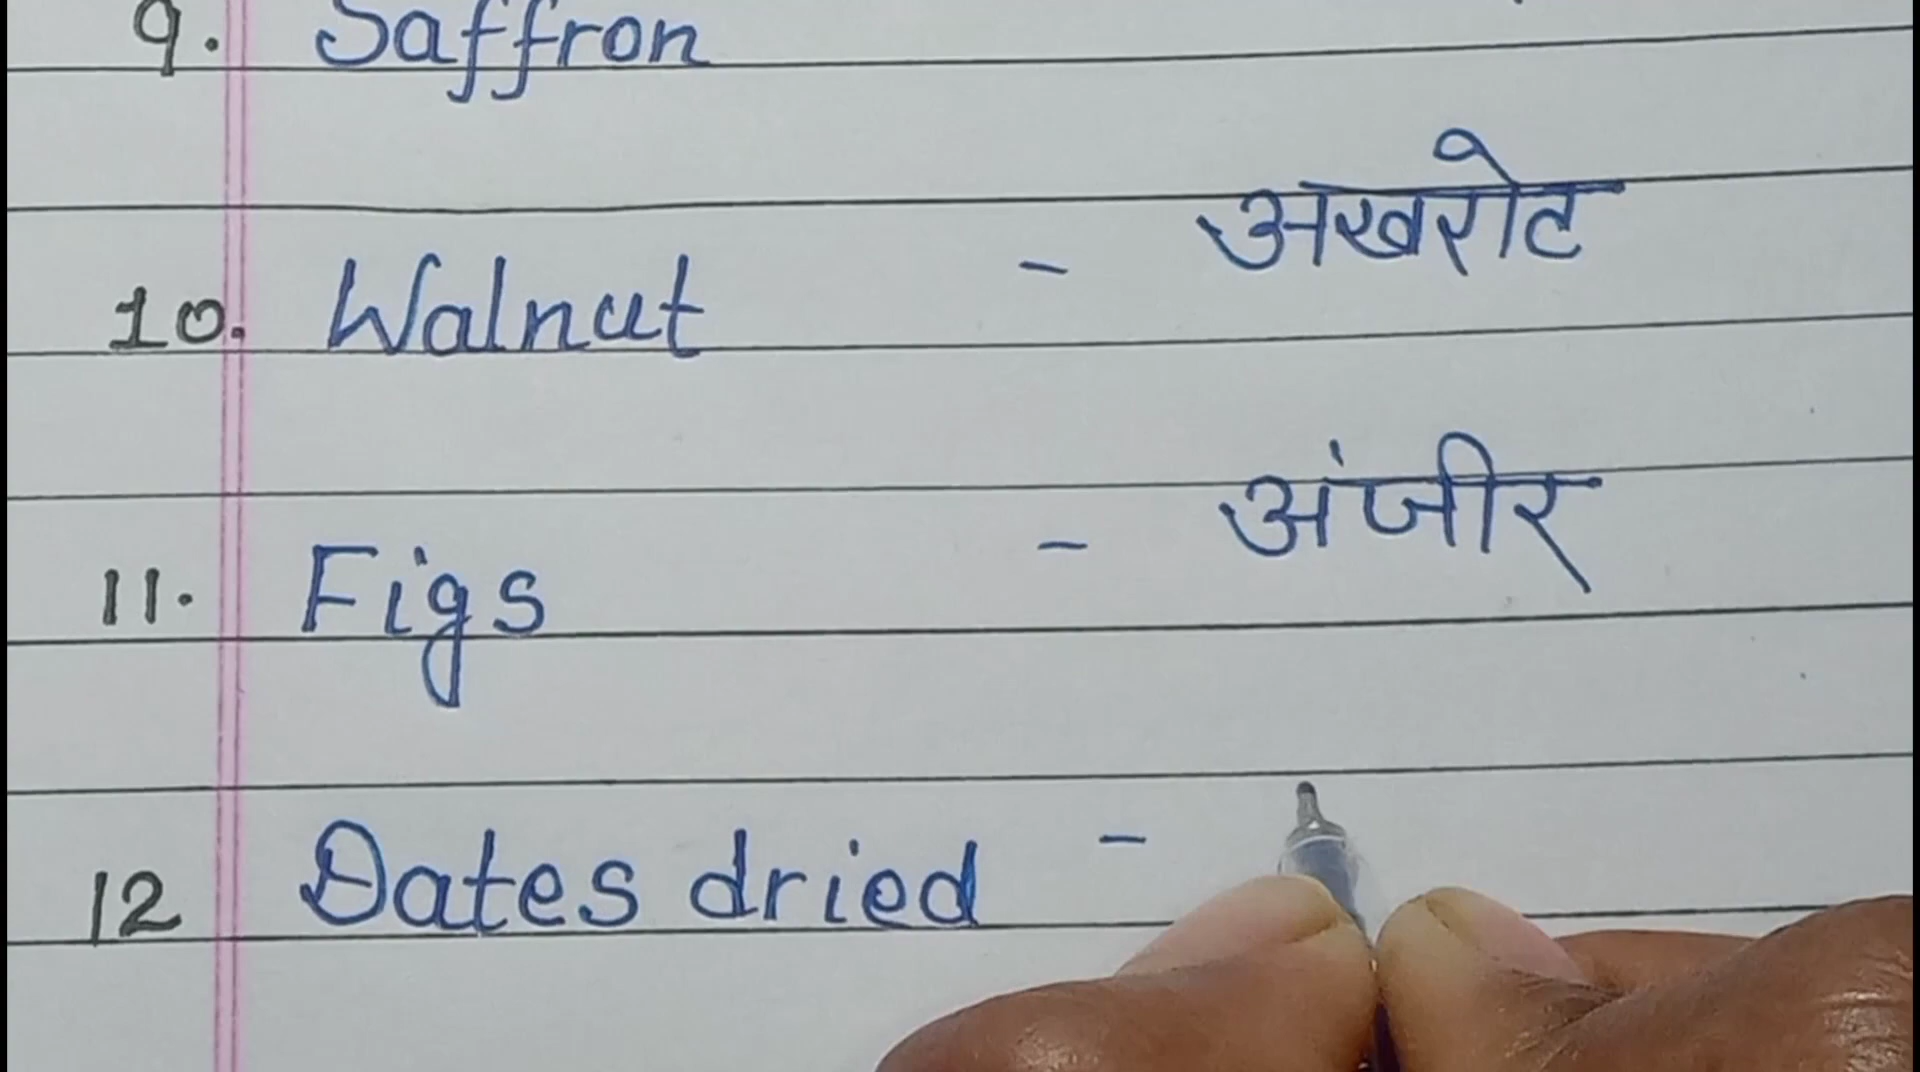 9. Saffron
10. Walnut - अखरोट
11. Figs - अंजीर
12 Dates dried -